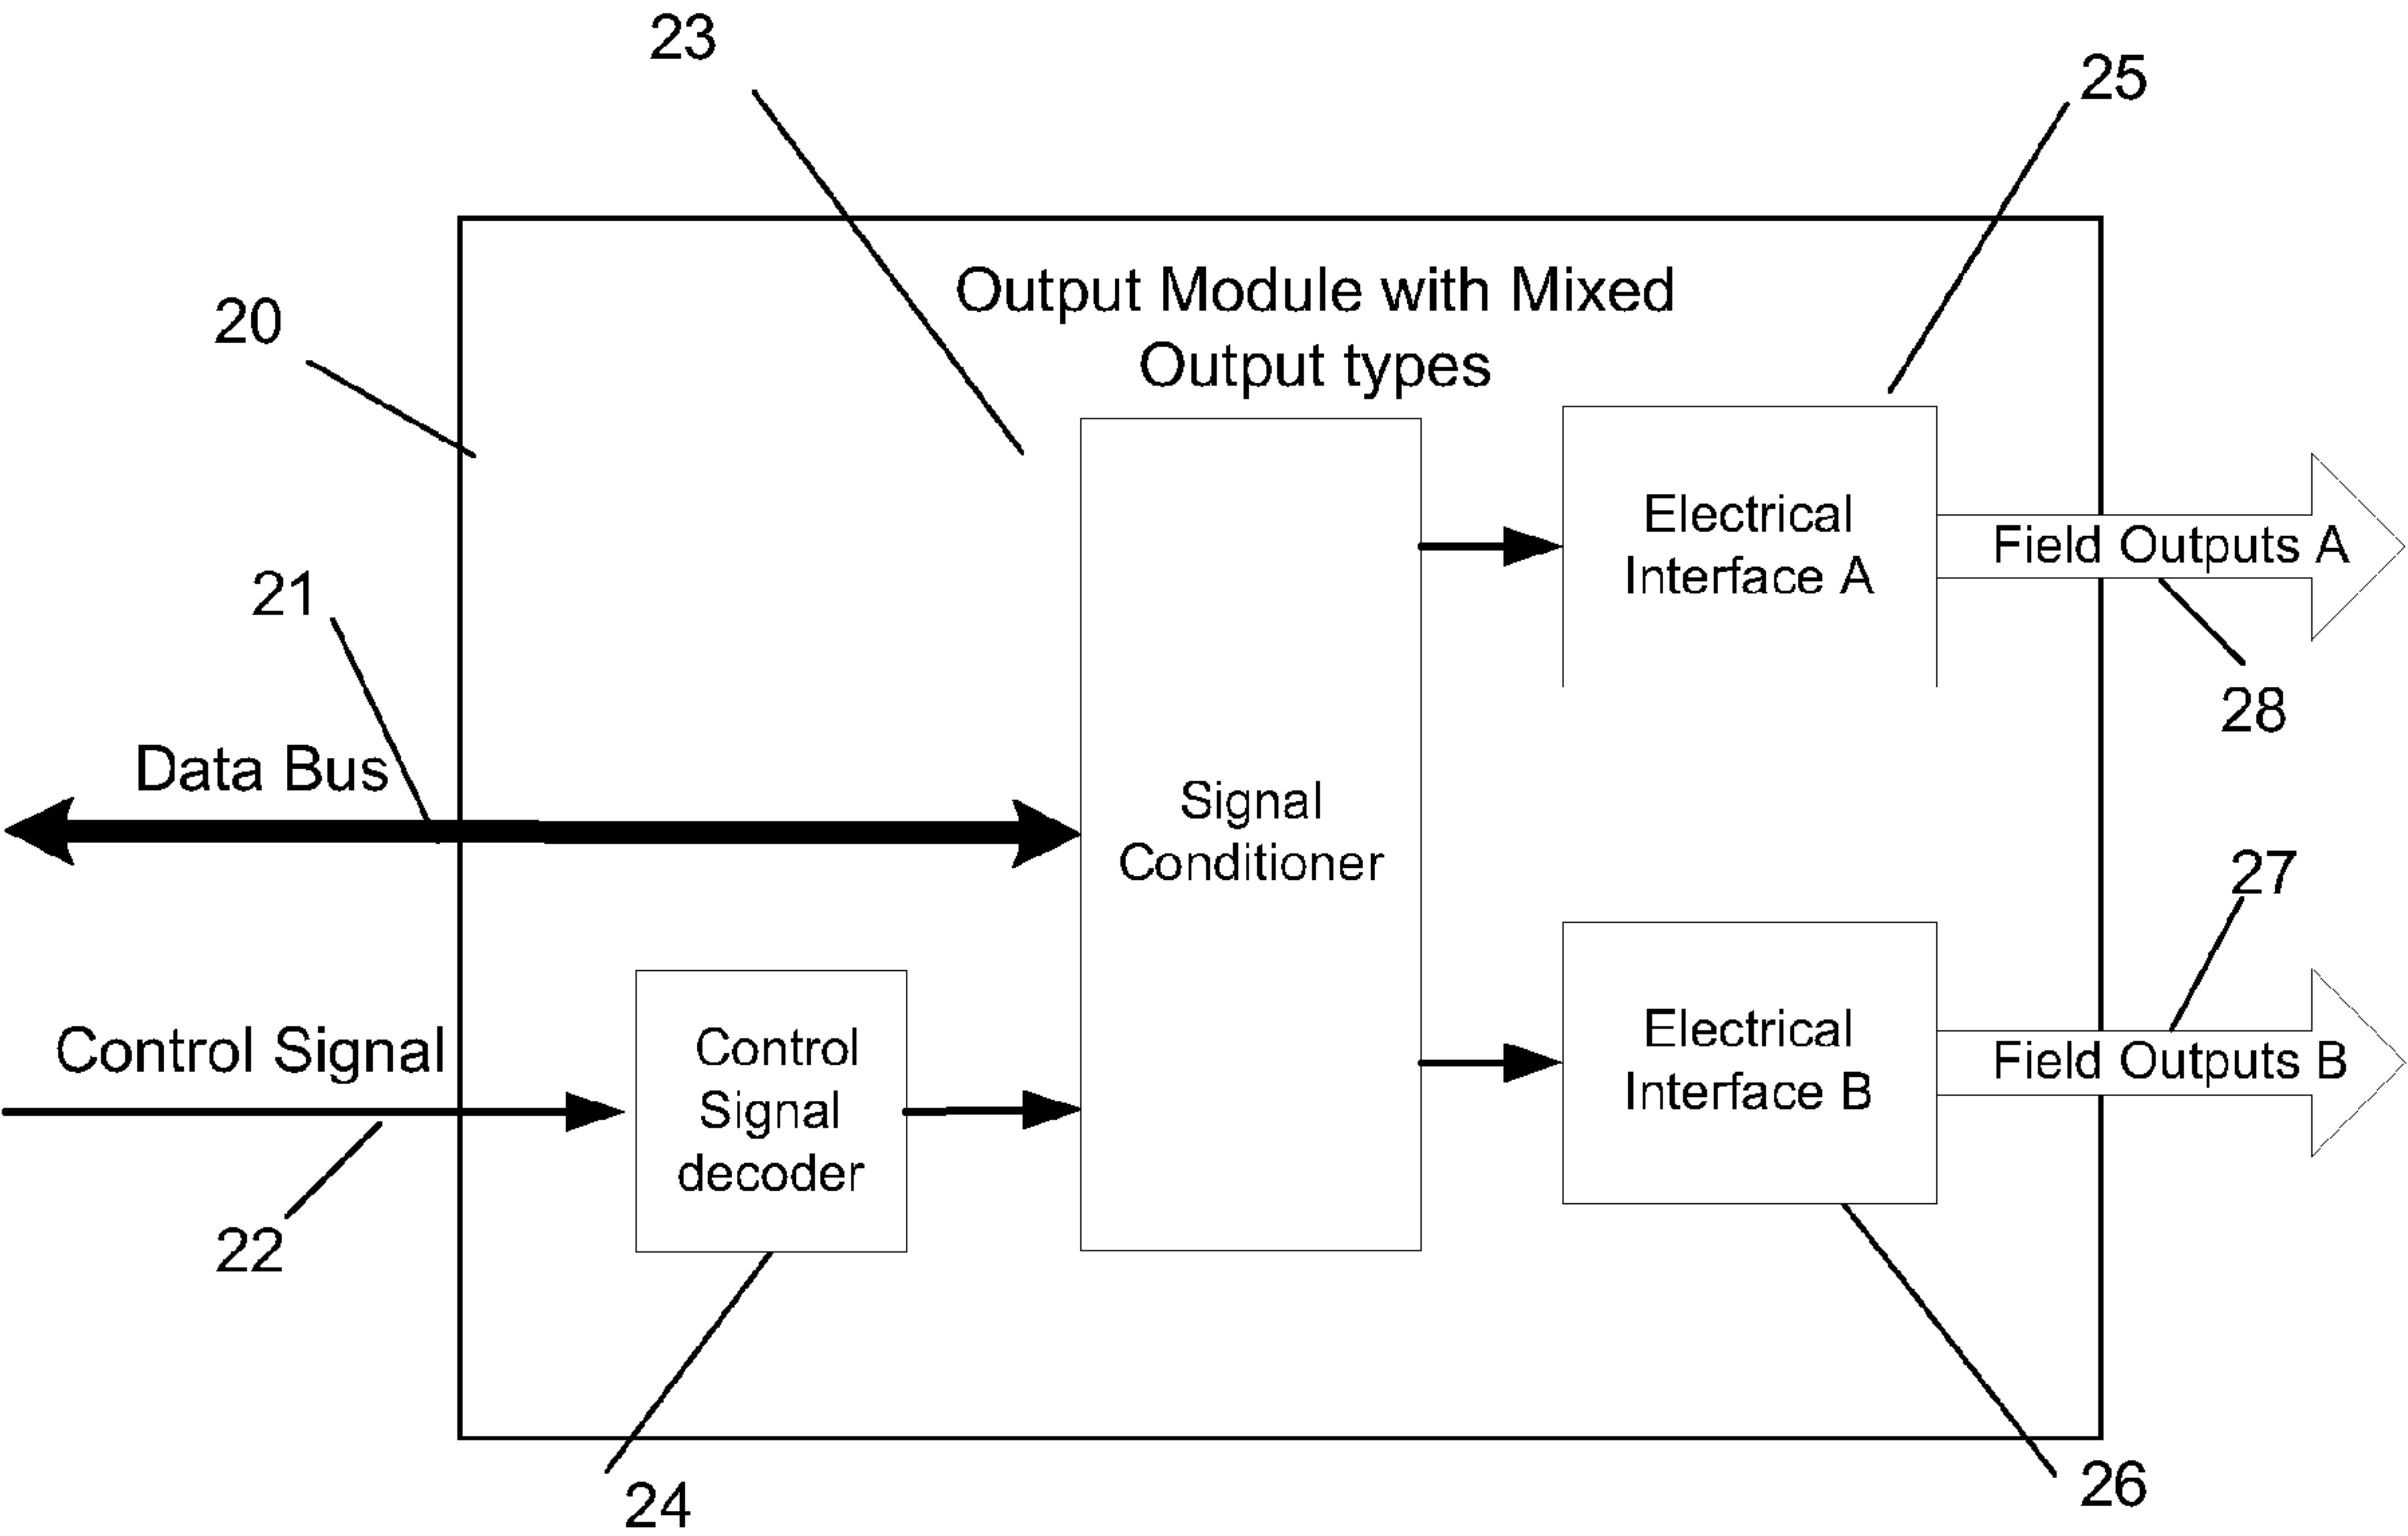 23
25
20
Output Module with Mixed
Output types
Electrical
Interface A
Field Outputs A
21
28
Data Bus
Signal
Conditioner
27
Control Signal
Control
Signal
decoder
Electrical
Interface B
Field Outputs B
22
24
26